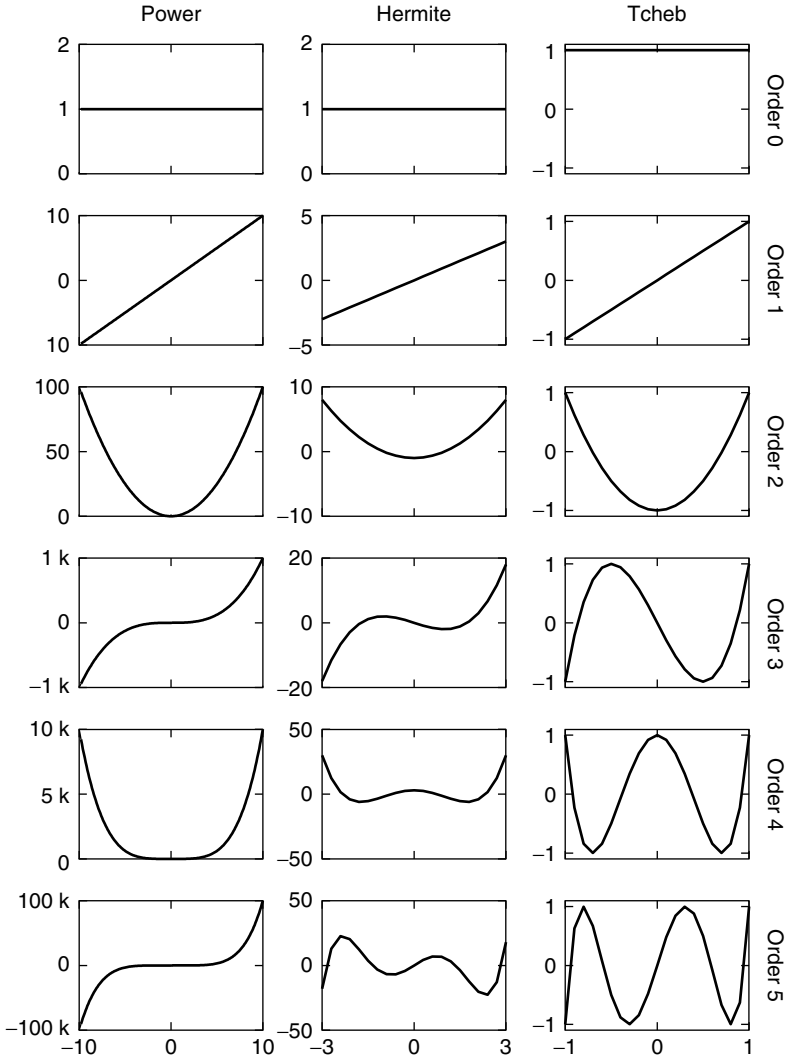 Power Hermite Tcheb
2 2 1
1 1 0
0 0 −1
Order 0
10 5 1
0 0 0
10 −5 −1
Order 1
100 10 1
50 0 0
0 −10 −1
Order 2
1 k 20 1
0 0 0
−1 k −20 −1
Order 3
10 k 50 1
5 k 0 0
0 −50 −1
Order 4
100 k 50 1
0 0 0
−100 k −50 −1
Order 5
−10 0 10 −3 0 3 −1 0 1